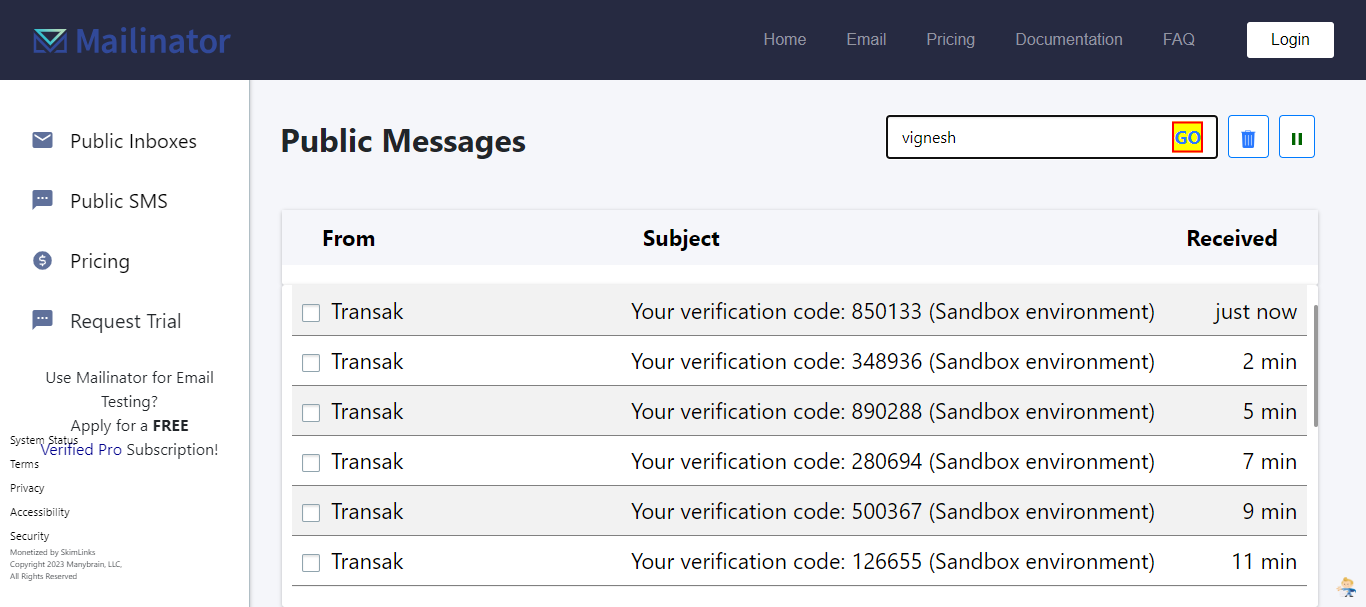 Mailinator
Home Email Pricing Documentation FAQ Login
Public Inboxes
Public SMS
Pricing
Request Trial
Use Mailinator for Email
Testing?
Apply for a FREE
Verified Pro Subscription!
System Status
Terms
Privacy
Accessibility
Security
Monetized by SkimLinks
Copyright 2023 Manybrain, LLC,
All Rights Reserved
Public Messages
vignesh GO
From Subject Received
Transak Your verification code: 850133 (Sandbox environment) just now
Transak Your verification code: 348936 (Sandbox environment) 2 min
Transak Your verification code: 890288 (Sandbox environment) 5 min
Transak Your verification code: 280694 (Sandbox environment) 7 min
Transak Your verification code: 500367 (Sandbox environment) 9 min
Transak Your verification code: 126655 (Sandbox environment) 11 min